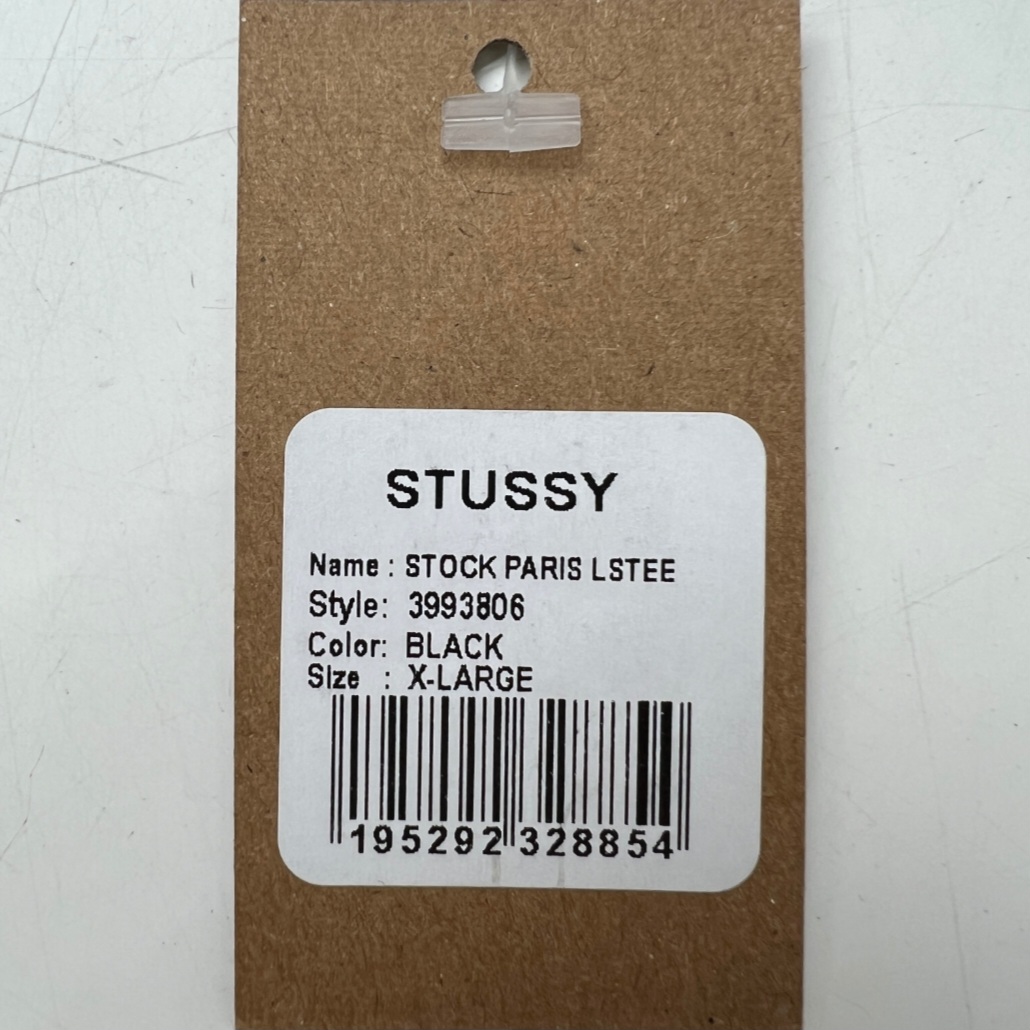 STUSSY
Name : STOCK PARIS LSTEE
Style: 3993806
Color: BLACK
Size : X-LARGE
195292 328854